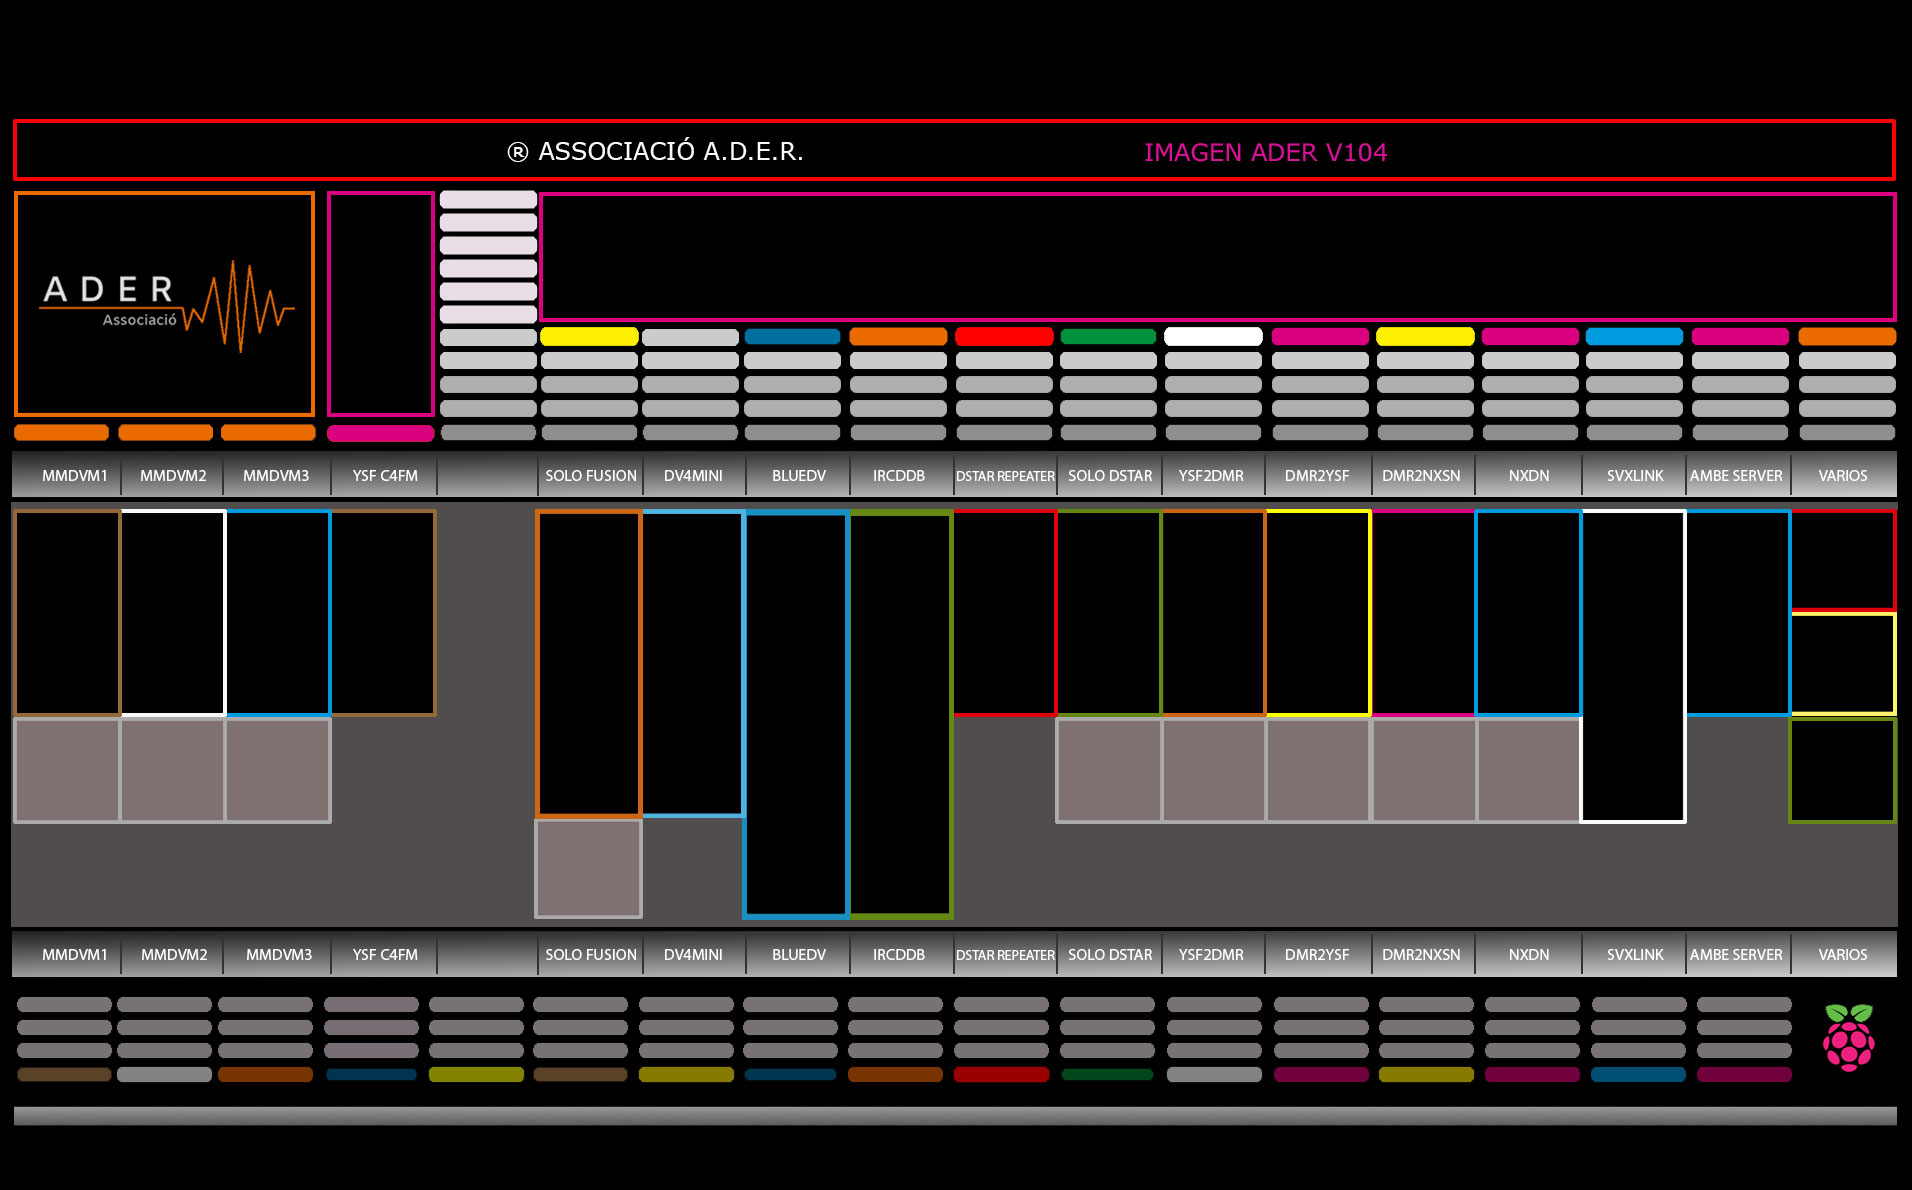 ® ASSOCIACIÓ A.D.E.R. IMAGEN ADER V104
ADER
Associació
MMDVM1 MMDVM2 MMDVM3 YSF C4FM SOLO FUSION DV4MINI BLUEDV IRCDDB DSTAR REPEATER SOLO DSTAR YSF2DMR DMR2YSF DMR2NXSN NXDN SVXLINK AMBE SERVER VARIOS
MMDVM1 MMDVM2 MMDVM3 YSF C4FM SOLO FUSION DV4MINI BLUEDV IRCDDB DSTAR REPEATER SOLO DSTAR YSF2DMR DMR2YSF DMR2NXSN NXDN SVXLINK AMBE SERVER VARIOS